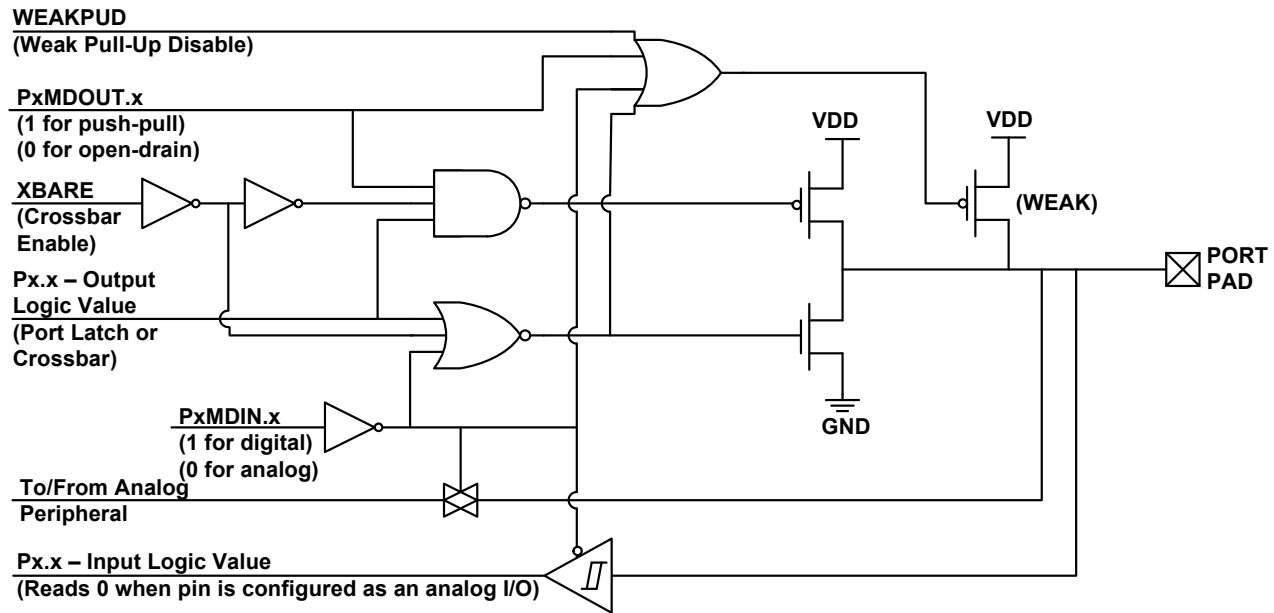 WEAKPUD
(Weak Pull-Up Disable)
PxMDOUT.x
(1 for push-pull)
(0 for open-drain)
XBARE
(Crossbar
Enable)
Px.x – Output
Logic Value
(Port Latch or
Crossbar)
PxMDIN.x
(1 for digital)
(0 for analog)
To/From Analog
Peripheral
Px.x – Input Logic Value
(Reads 0 when pin is configured as an analog I/O)
VDD
VDD
(WEAK)
PORT
PAD
GND